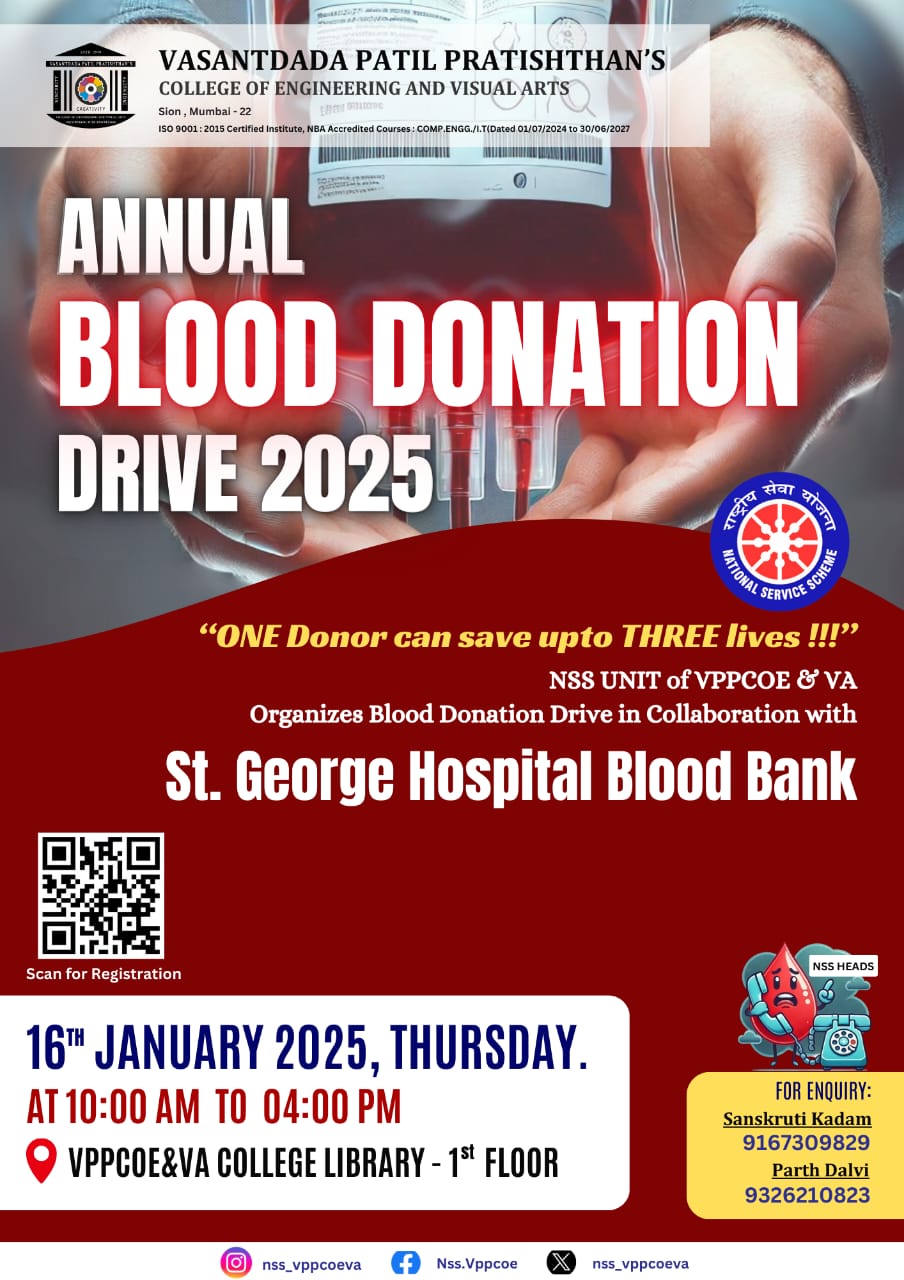 VASANTDADA PATIL PRATISHTHAN'S
COLLEGE OF ENGINEERING AND VISUAL ARTS
Sion , Mumbai - 22
ISO 9001 : 2015 Certified Institute, NBA Accredited Courses : COMP.ENGG./I.T(Dated 01/07/2024 to 30/06/2027
VASANTDADA PATIL PRATISHTHAN'S
CREATIVITY
ANNUAL
BLOOD DONATION
DRIVE 2025
राष्ट्रीय सेवा योजना
NATIONAL SERVICE SCHEME
“ONE Donor can save upto THREE lives !!!”
NSS UNIT of VPPCOE & VA
Organizes Blood Donation Drive in Collaboration with
St. George Hospital Blood Bank
Scan for Registration
NSS HEADS
16TH JANUARY 2025, THURSDAY.
AT 10:00 AM TO 04:00 PM
VPPCOE&VA COLLEGE LIBRARY - 1st FLOOR
FOR ENQUIRY:
Sanskruti Kadam
9167309829
Parth Dalvi
9326210823
nss_vppcoeva
Nss.Vppcoe
nss_vppcoeva